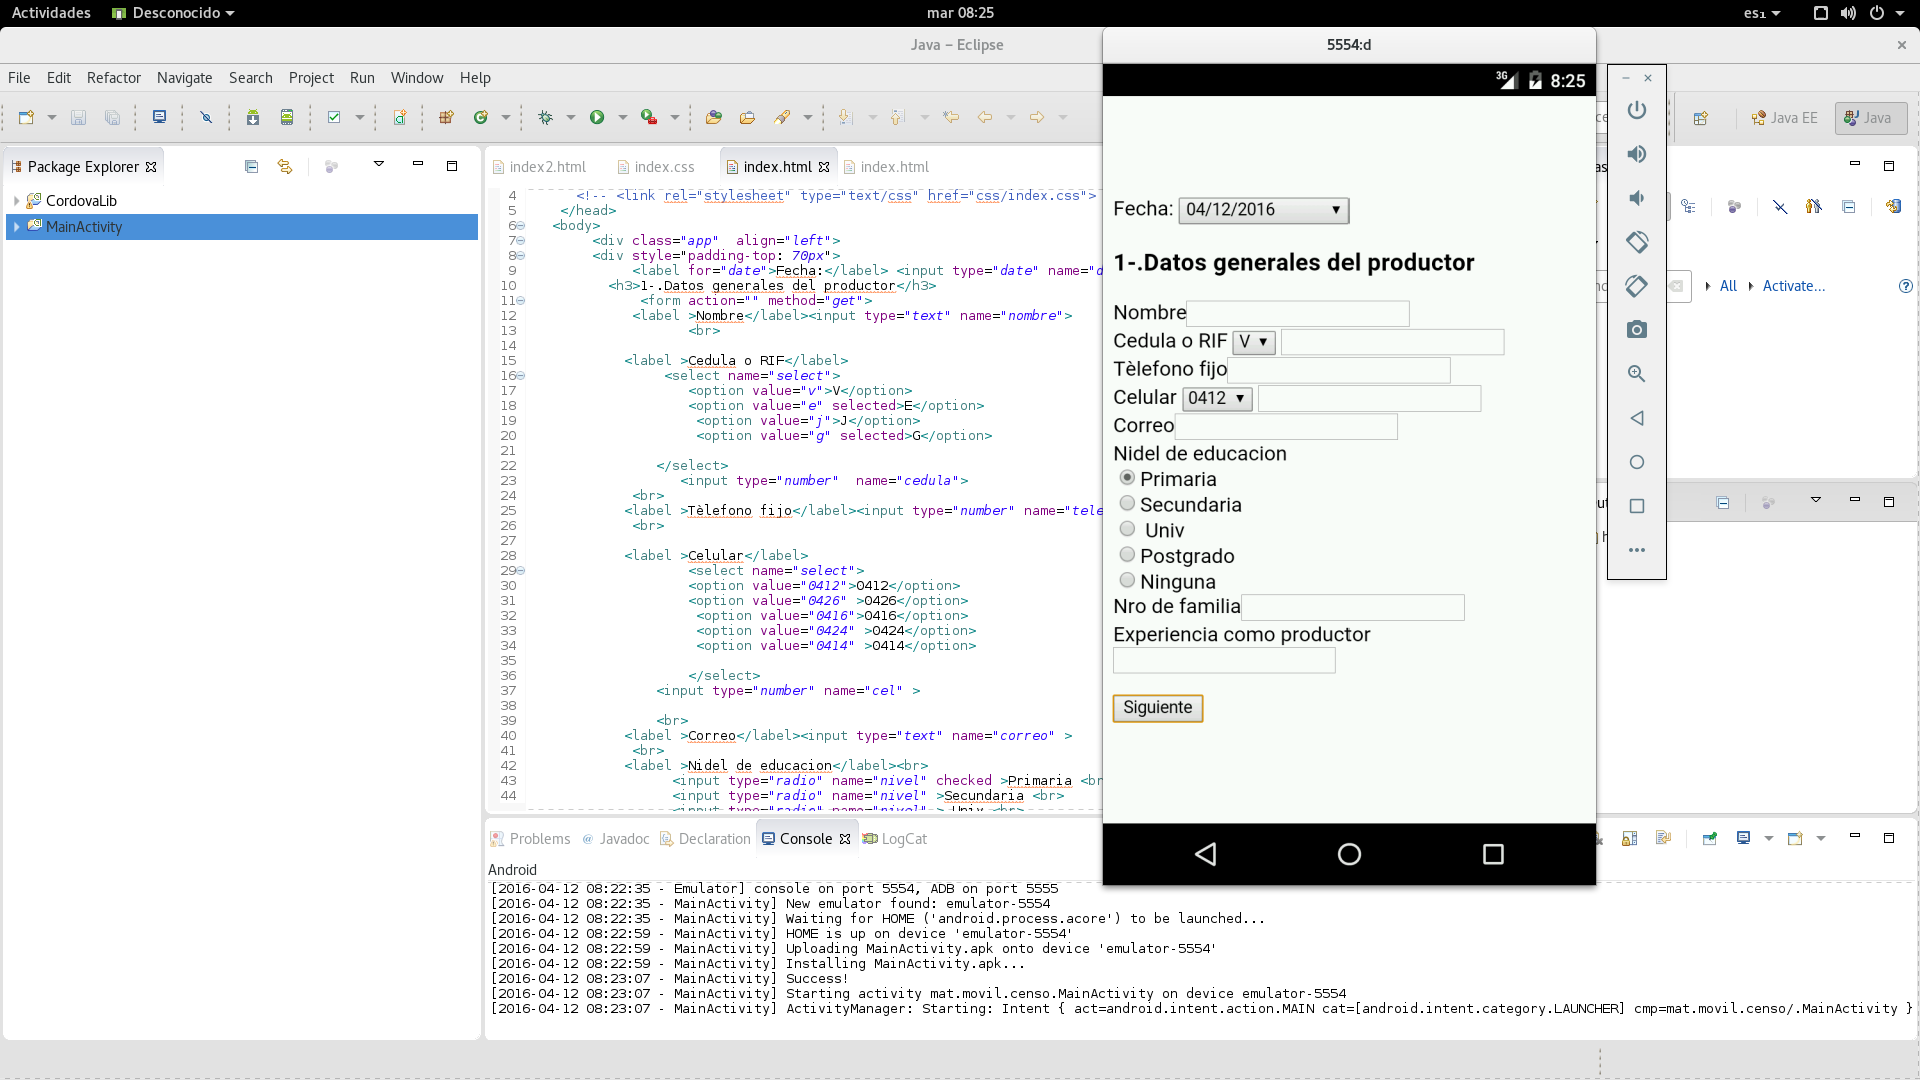 Actividades
Desconocido
mar 08:25
es1
Java – Eclipse
5554:d
File Edit Refactor Navigate Search Project Run Window Help
Java EE
Java
Package Explorer
CordovaLib
MainActivity
index2.html
index.css
index.html
index.html
4 <!-- <link rel="stylesheet" type="text/css" href="css/index.css">
5 </head>
6 <body>
7 <div class="app"  align="left">
8 <div style="padding-top: 70px">
9 <label for="date">Fecha:</label> <input type="date" name="d
10 <h3>1-.Datos generales del productor</h3>
11 <form action="" method="get">
12 <label >Nombre</label><input type="text" name="nombre">
13 <br>
14
15 <label >Cedula o RIF</label>
16 <select name="select">
17 <option value="v">V</option>
18 <option value="e" selected>E</option>
19 <option value="j">J</option>
20 <option value="g" selected>G</option>
21
22 </select>
23 <input type="number"  name="cedula">
24 <br>
25 <label >Tèlefono fijo</label><input type="number" name="tele
26 <br>
27
28 <label >Celular</label>
29 <select name="select">
30 <option value="0412">0412</option>
31 <option value="0426" >0426</option>
32 <option value="0416">0416</option>
33 <option value="0424" >0424</option>
34 <option value="0414" >0414</option>
35
36 </select>
37 <input type="number" name="cel" >
38
39 <br>
40 <label >Correo</label><input type="text" name="correo" >
41 <br>
42 <label >Nidel de educacion</label><br>
43 <input type="radio" name="nivel" checked >Primaria <br
44 <input type="radio" name="nivel" >Secundaria <br>
<input type="radio" name="nivel" > Univ <br>
3G 8:25
Fecha: 04/12/2016
1-.Datos generales del productor
Nombre
Cedula o RIF V
Tèlefono fijo
Celular 0412
Correo
Nidel de educacion
Primaria
Secundaria
Univ
Postgrado
Ninguna
Nro de familia
Experiencia como productor
Siguiente
All
Activate...
Problems
@ Javadoc
Declaration
Console
LogCat
Android
[2016-04-12 08:22:35 - Emulator] console on port 5554, ADB on port 5555
[2016-04-12 08:22:35 - MainActivity] New emulator found: emulator-5554
[2016-04-12 08:22:35 - MainActivity] Waiting for HOME ('android.process.acore') to be launched...
[2016-04-12 08:22:59 - MainActivity] HOME is up on device 'emulator-5554'
[2016-04-12 08:22:59 - MainActivity] Uploading MainActivity.apk onto device 'emulator-5554'
[2016-04-12 08:22:59 - MainActivity] Installing MainActivity.apk...
[2016-04-12 08:23:07 - MainActivity] Success!
[2016-04-12 08:23:07 - MainActivity] Starting activity mat.movil.censo.MainActivity on device emulator-5554
[2016-04-12 08:23:07 - MainActivity] ActivityManager: Starting: Intent { act=android.intent.action.MAIN cat=[android.intent.category.LAUNCHER] cmp=mat.movil.censo/.MainActivity }